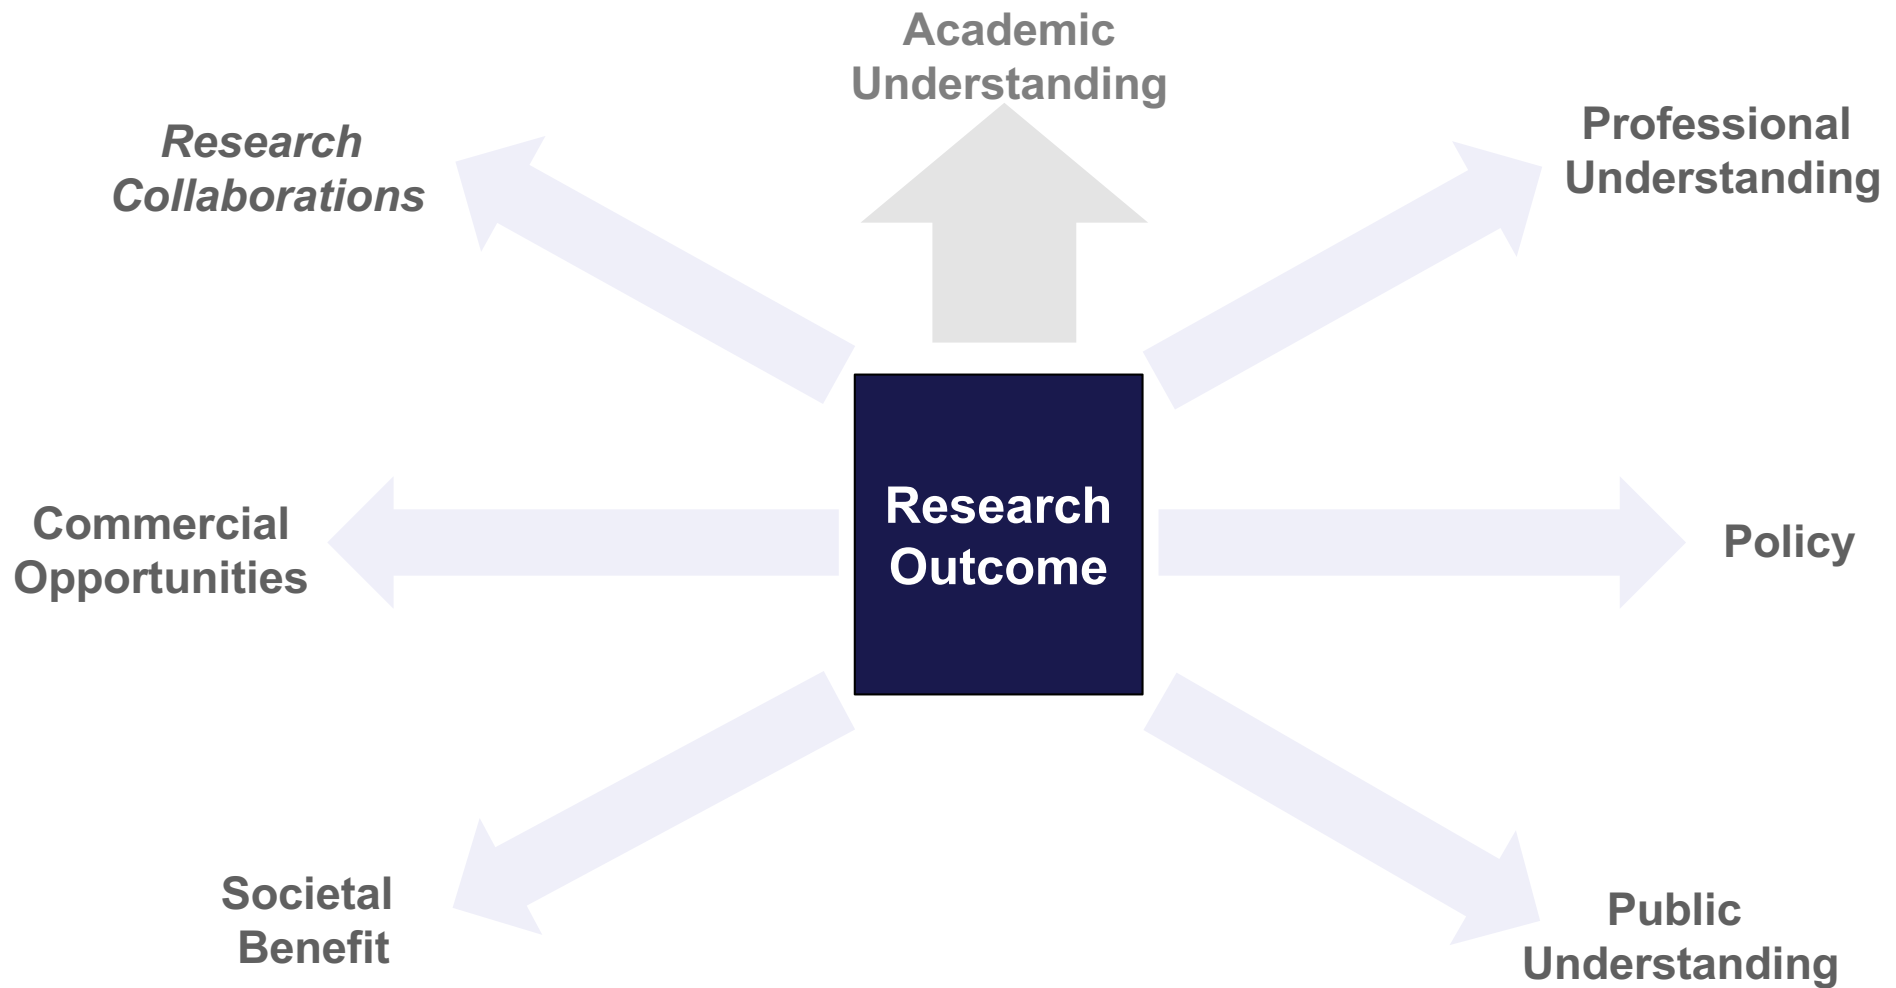 Academic
Understanding
Research
Collaborations
Professional
Understanding
Commercial
Opportunities
Research
Outcome
Policy
Societal
Benefit
Public
Understanding